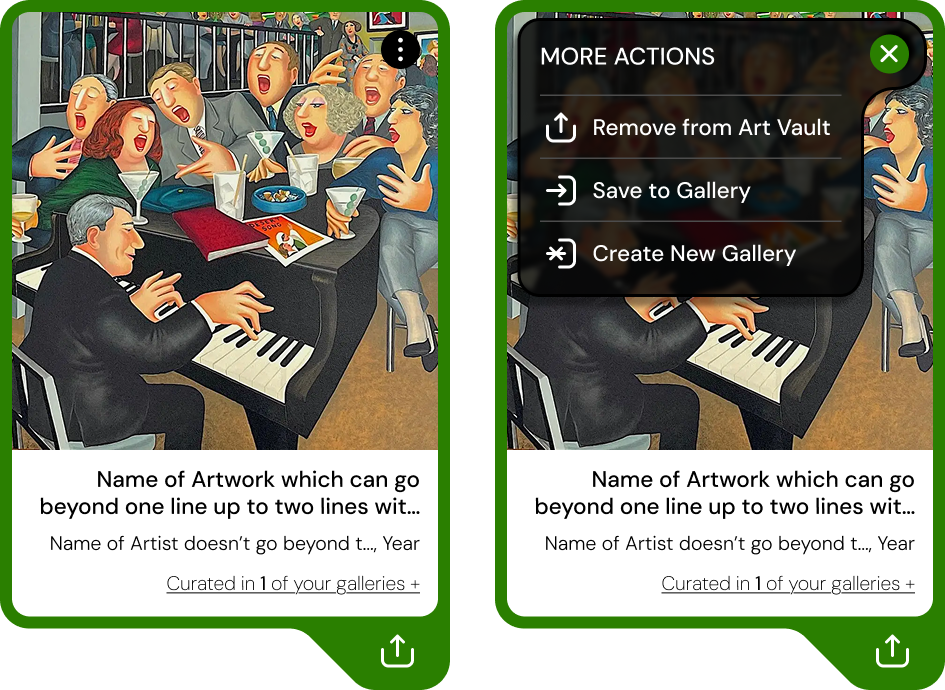 Name of Artwork which can go
beyond one line up to two lines wit...
Name of Artist doesn’t go beyond t..., Year
Curated in 1 of your galleries +
MORE ACTIONS
Remove from Art Vault
Save to Gallery
Create New Gallery
Name of Artwork which can go
beyond one line up to two lines wit...
Name of Artist doesn’t go beyond t..., Year
Curated in 1 of your galleries +